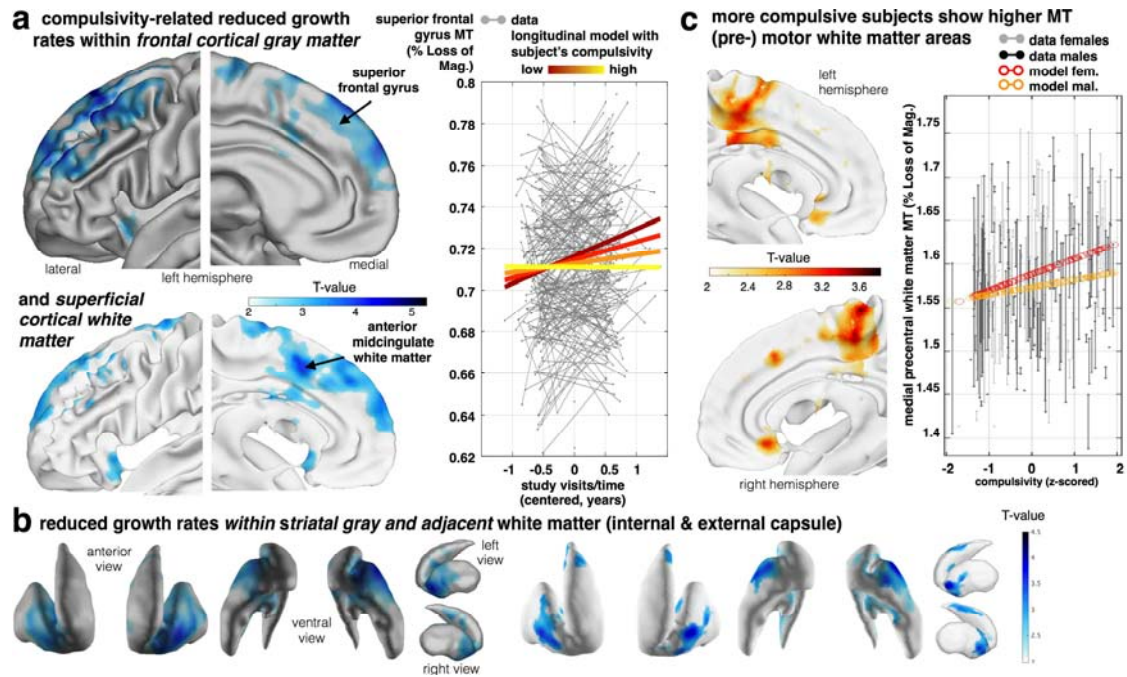 a compulsivity-related reduced growth
rates within frontal cortical gray matter
superior
frontal gyrus
lateral
medial
left hemisphere
T-value
2 3 4 5
and superficial
cortical white
matter
anterior
midcingulate
white matter
superior frontal
gyrus MT
(% Loss of
Mag.)
data
longitudinal model with
subject's compulsivity
low high
0.8
0.78
0.76
0.74
0.72
0.7
0.68
0.66
0.64
0.62
-1 -0.5 0 0.5 1
study visits/time
(centered, years)
c more compulsive subjects show higher MT
(pre-) motor white matter areas
data females
data males
model fem.
model mal.
left
hemisphere
T-value
2 2.4 2.8 3.2 3.6
right hemisphere
medial precentral white matter MT (% Loss of Mag.)
1.75
1.7
1.65
1.6
1.55
1.5
1.45
1.4
-2 -1 0 1 2
compulsivity (z-scored)
b reduced growth rates within striatal gray and adjacent white matter (internal & external capsule)
anterior
view
ventral
view
left
view
right view
T-value
4.5
4
3.5
3
2.5